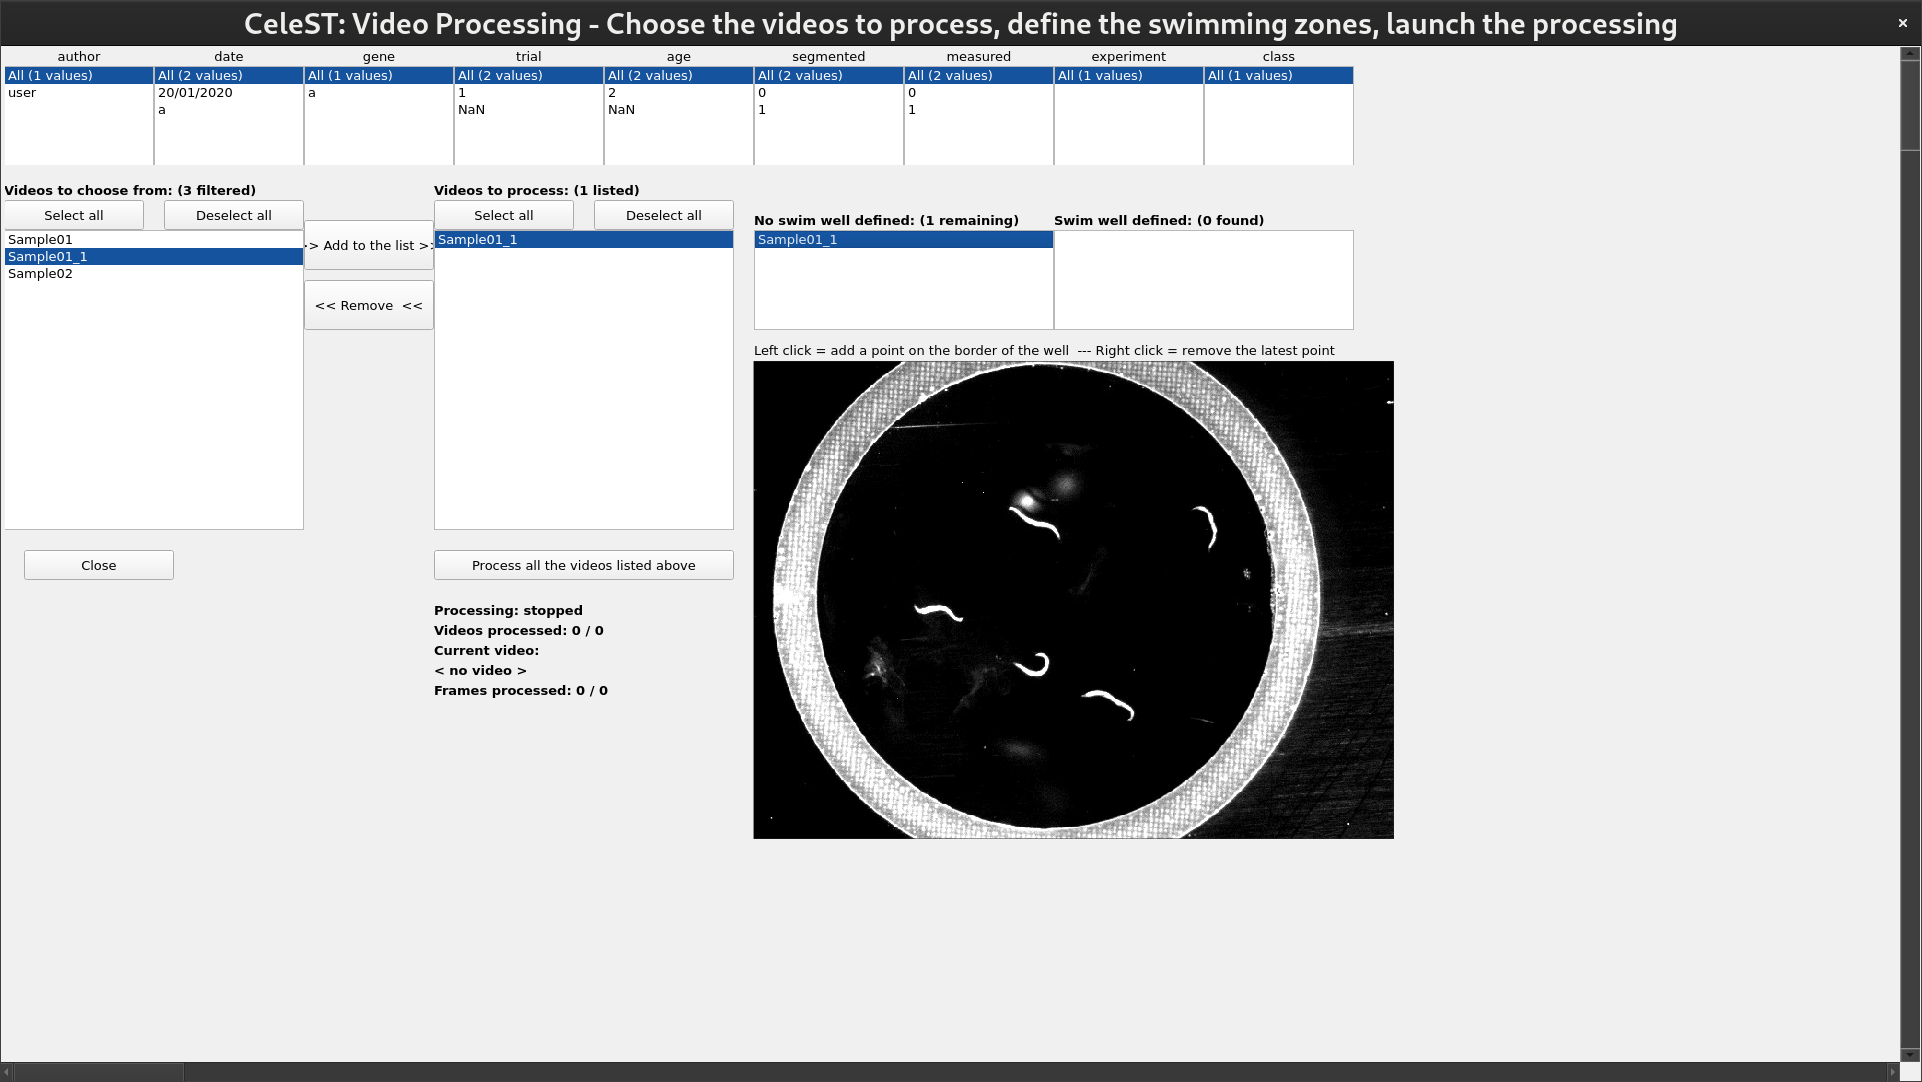 CeleST: Video Processing - Choose the videos to process, define the swimming zones, launch the processing
author date gene trial age segmented measured experiment class
All (1 values) All (2 values) All (1 values) All (2 values) All (2 values) All (2 values) All (2 values) All (1 values) All (1 values)
user 20/01/2020 a 1 2 0 0
a NaN NaN 1 1
Videos to choose from: (3 filtered)
Select all Deselect all
Sample01
Sample01_1
Sample02
> Add to the list >
<< Remove <<
Close
Videos to process: (1 listed)
Select all Deselect all
Sample01_1
Process all the videos listed above
Processing: stopped
Videos processed: 0 / 0
Current video:
< no video >
Frames processed: 0 / 0
No swim well defined: (1 remaining) Swim well defined: (0 found)
Sample01_1
Left click = add a point on the border of the well --- Right click = remove the latest point